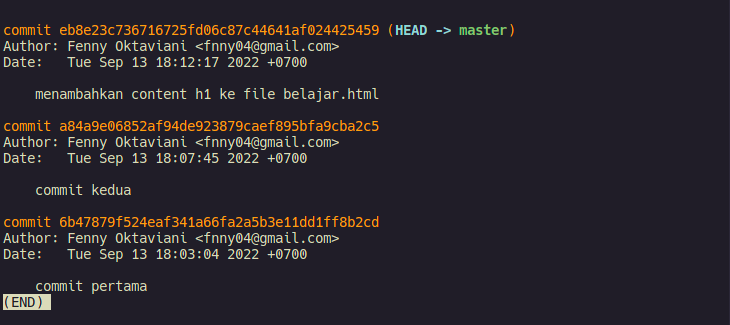 commit eb8e23c736716725fd06c87c44641af024425459 (HEAD -> master)
Author: Fenny Oktaviani <fnny04@gmail.com>
Date:   Tue Sep 13 18:12:17 2022 +0700
    menambahkan content h1 ke file belajar.html
commit a84a9e06852af94de923879caef895bfa9cba2c5
Author: Fenny Oktaviani <fnny04@gmail.com>
Date:   Tue Sep 13 18:07:45 2022 +0700
    commit kedua
commit 6b47879f524eaf341a66fa2a5b3e11dd1ff8b2cd
Author: Fenny Oktaviani <fnny04@gmail.com>
Date:   Tue Sep 13 18:03:04 2022 +0700
    commit pertama
(END)